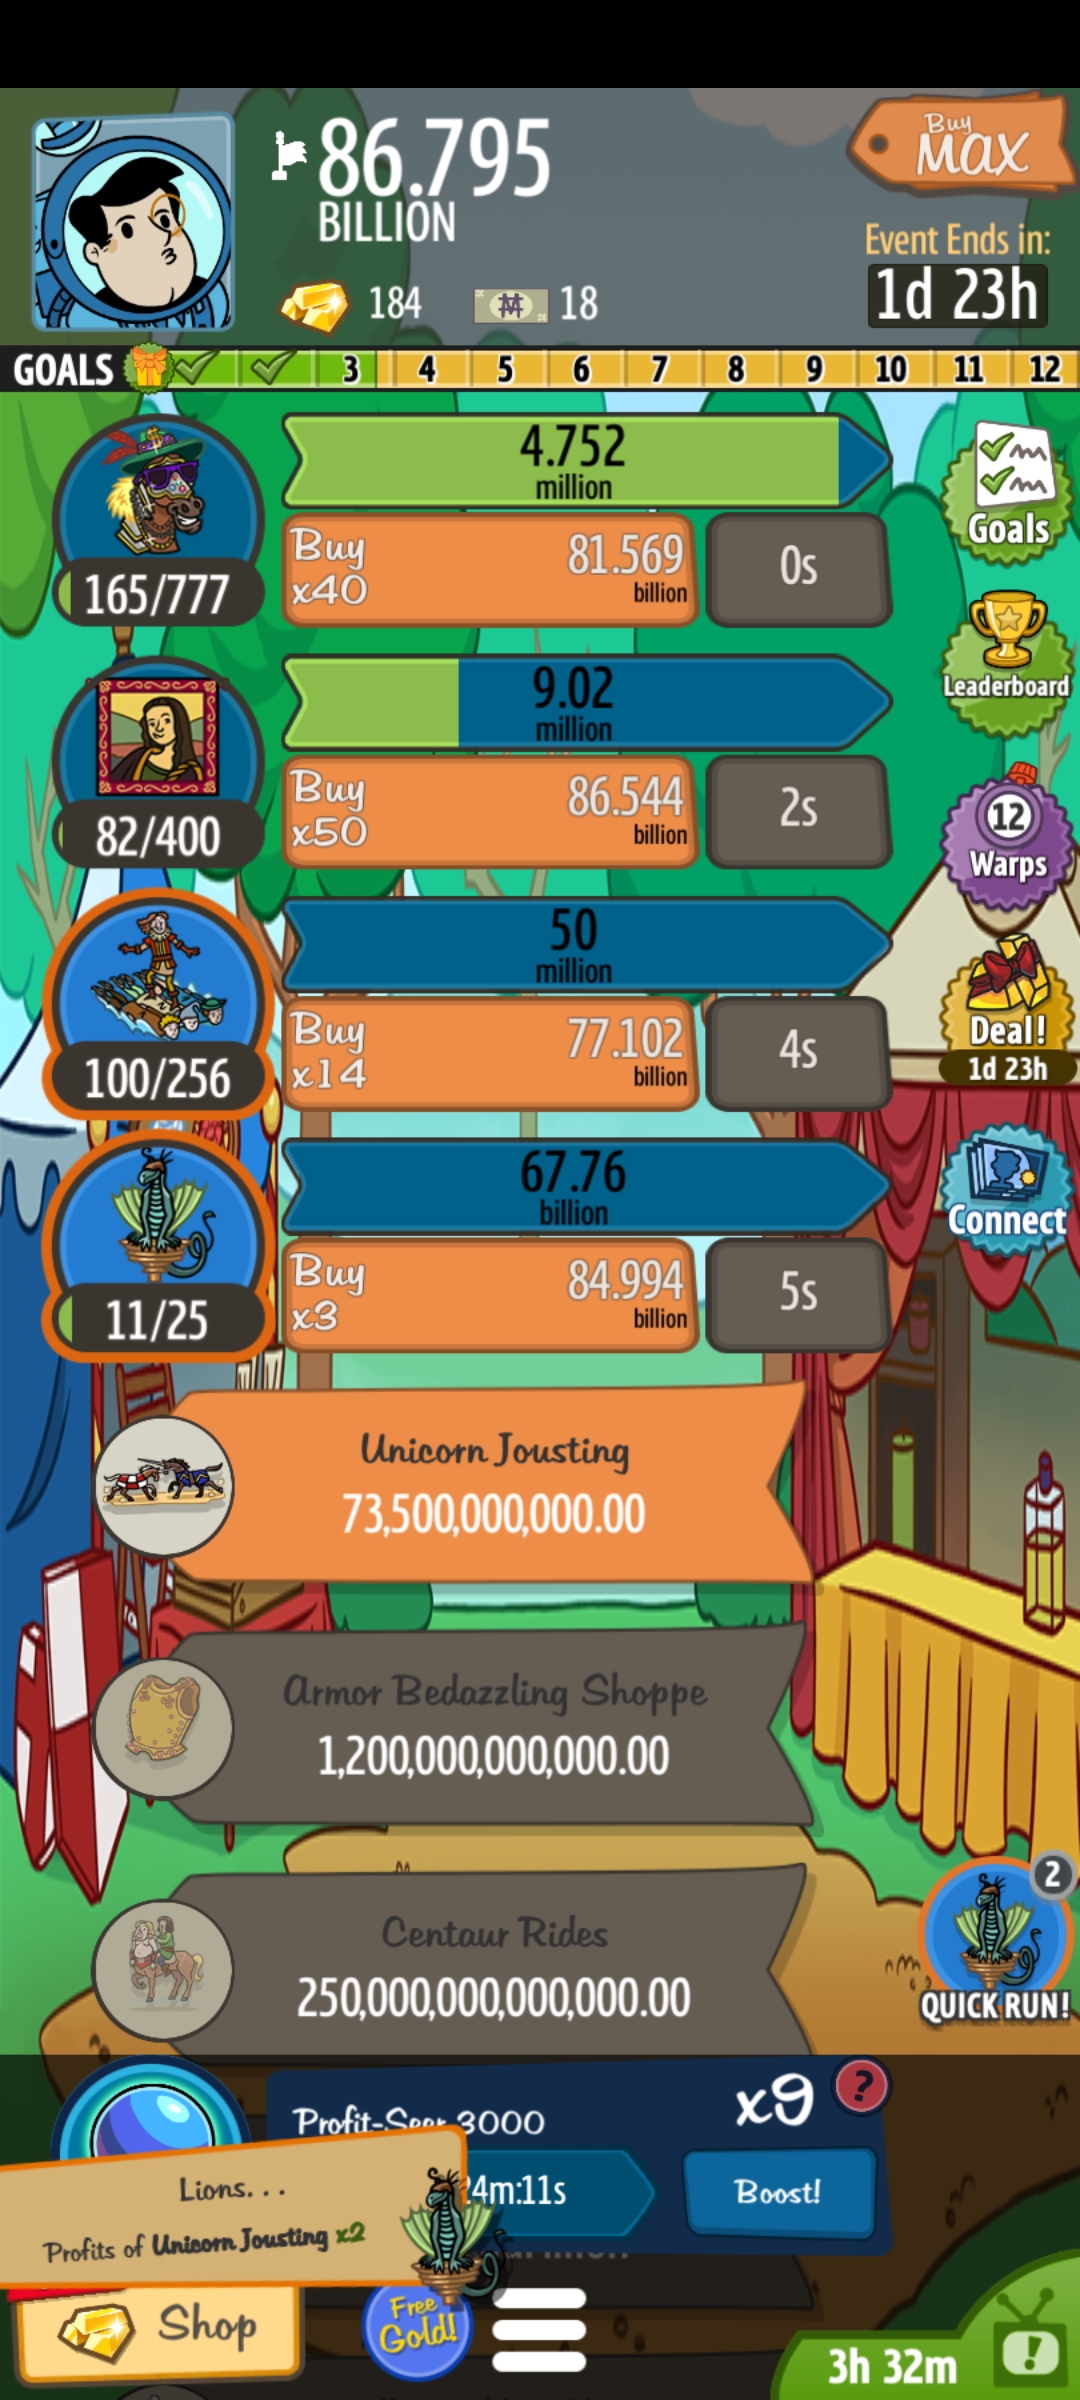 86.795
BILLION
Buy
MAX
Event Ends in:
1d 23h
184
18
GOALS
3
4
5
6
7
8
9
10
11
12
4.752
million
Buy
x40
81.569
billion
0s
165/777
Goals
9.02
million
Buy
x50
86.544
billion
2s
82/400
Leaderboard
12
Warps
50
million
Buy
x14
77.102
billion
4s
100/256
Deal!
1d 23h
67.76
billion
Buy
x3
84.994
billion
5s
11/25
Connect
Unicorn Jousting
73,500,000,000.00
Armor Bedazzling Shoppe
1,200,000,000,000.00
Centaur Rides
250,000,000,000,000.00
2
QUICK RUN!
Profit-Seer 3000
x9
?
24m:11s
Boost!
Lions...
Profits of Unicorn Jousting x2
Shop
Free
Gold!
3h 32m
!